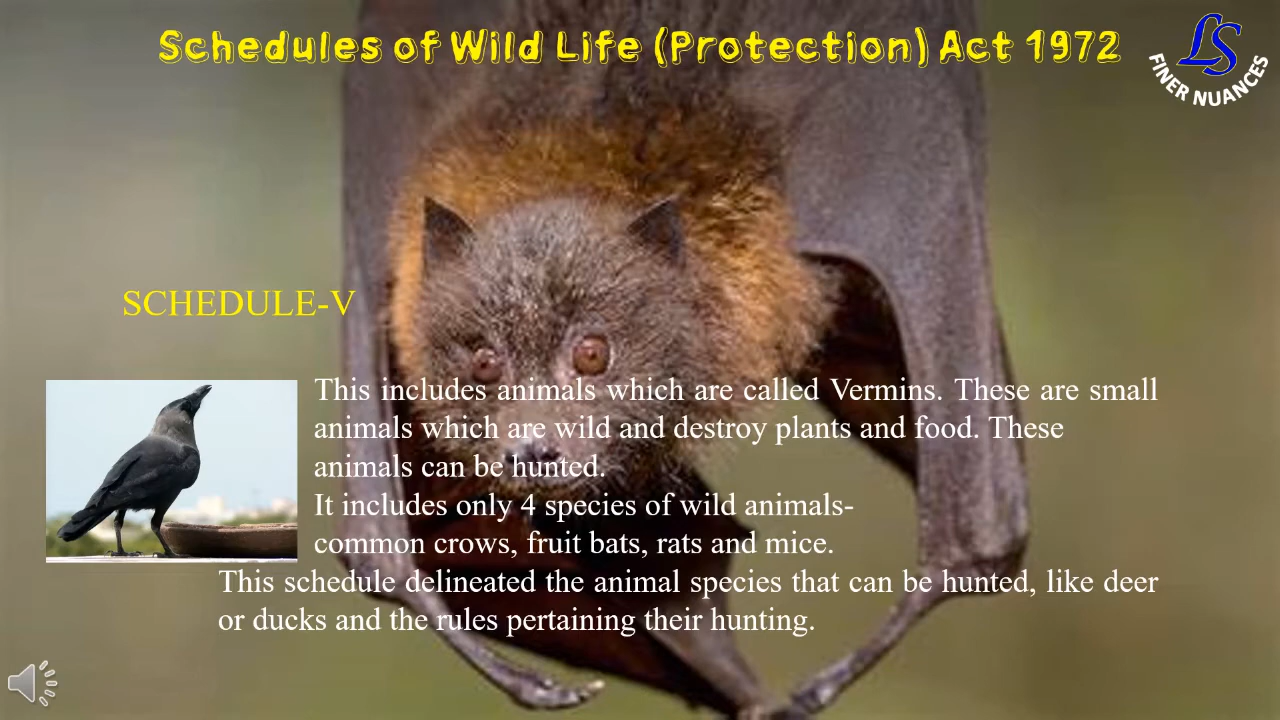 Schedules of Wild Life (Protection) Act 1972
LS
FINER NUANCES
SCHEDULE-V
This includes animals which are called Vermins. These are small
animals which are wild and destroy plants and food. These
animals can be hunted.
It includes only 4 species of wild animals-
common crows, fruit bats, rats and mice.
This schedule delineated the animal species that can be hunted, like deer
or ducks and the rules pertaining their hunting.